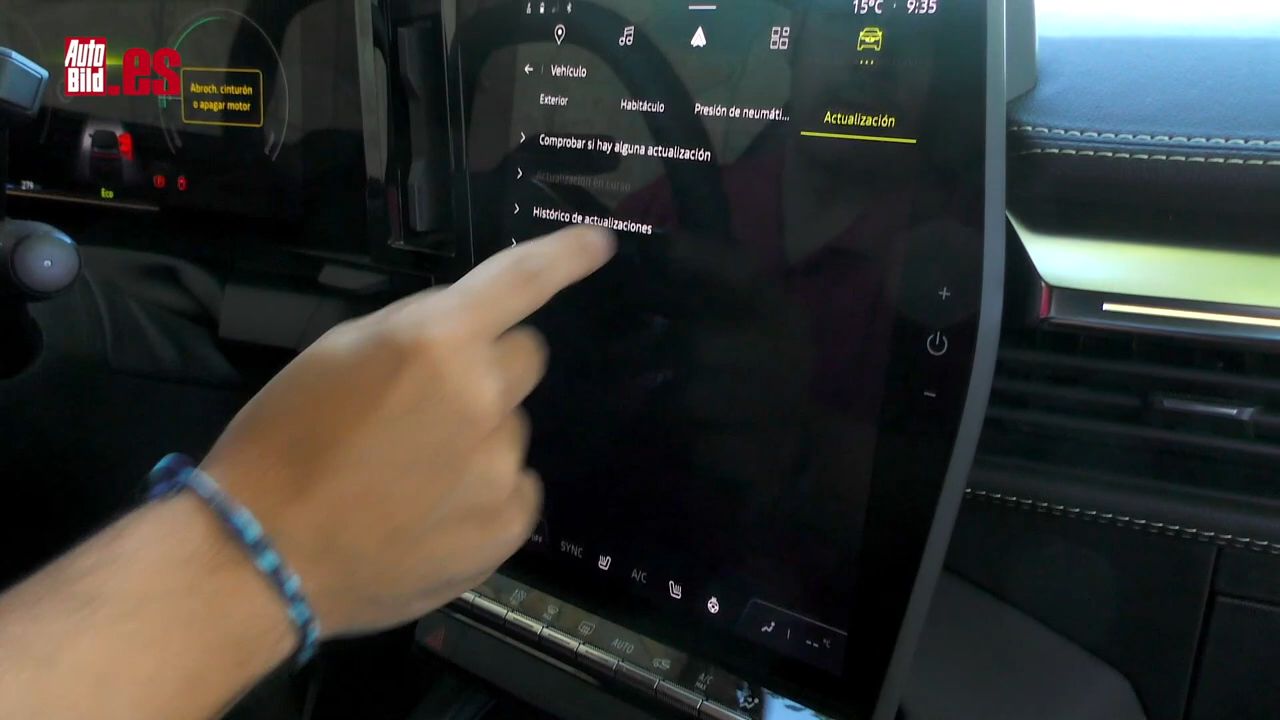 Auto
Bild
.es
Abroch. cinturón
o apagar motor
Eco
15°C · 9:35
Vehículo
Exterior
Habitáculo
Presión de neumáti...
Actualización
Comprobar si hay alguna actualización
Actualización en curso
Histórico de actualizaciones
SYNC
A/C
AUTO
A/C